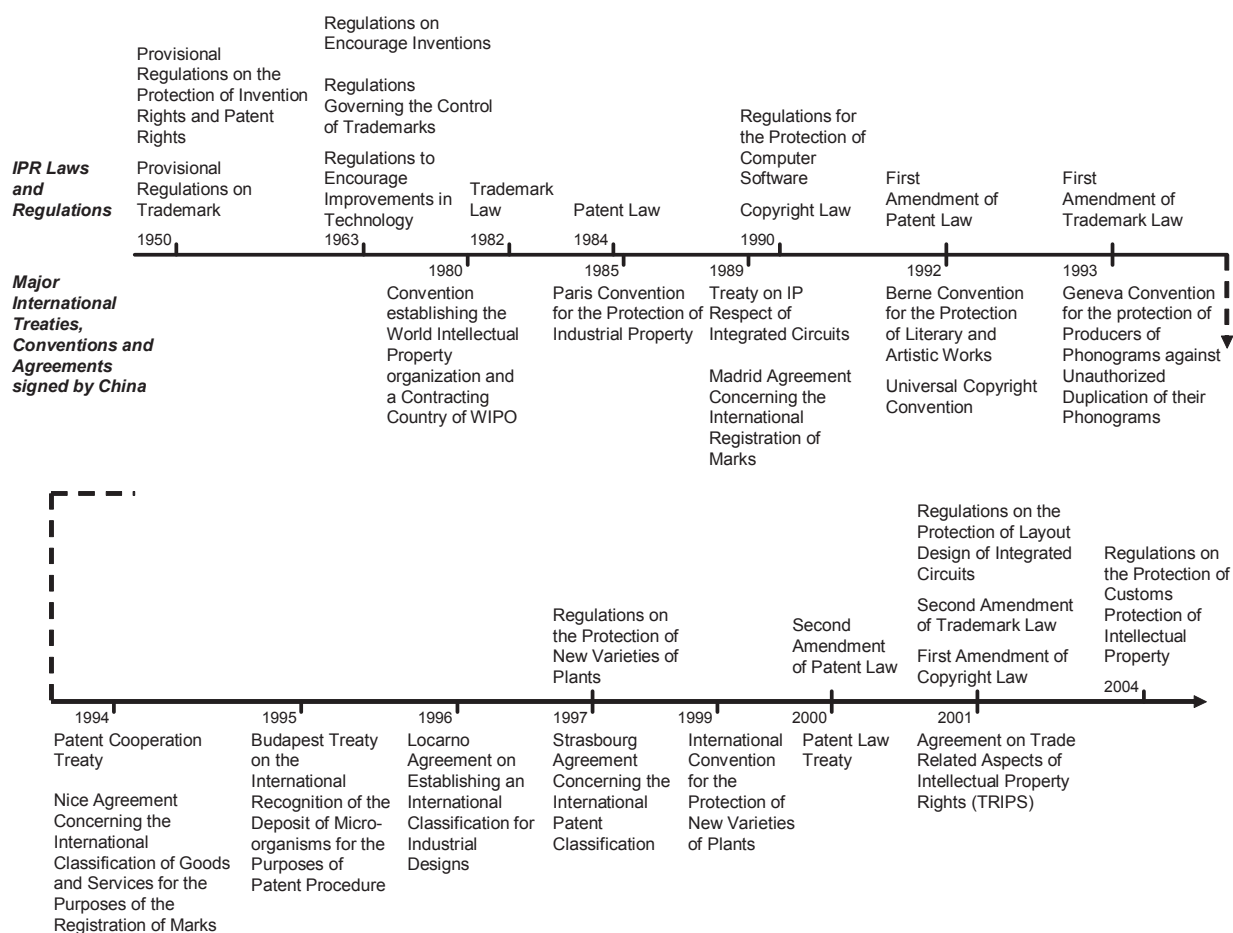 IPR Laws
and
Regulations
Provisional
Regulations on the
Protection of Invention
Rights and Patent
Rights
Provisional
Regulations on
Trademark
1950
Regulations on
Encourage Inventions
Regulations
Governing the Control
of Trademarks
Regulations to
Encourage
Improvements in
Technology
1963
Trademark
Law
1982
Patent Law
1984
Regulations for
the Protection of
Computer
Software
Copyright Law
1990
First
Amendment of
Patent Law
First
Amendment of
Trademark Law
Major
International
Treaties,
Conventions and
Agreements
signed by China
1980
Convention
establishing the
World Intellectual
Property
organization and
a Contracting
Country of WIPO
1985
Paris Convention
for the Protection of
Industrial Property
1989
Treaty on IP
Respect of
Integrated Circuits
Madrid Agreement
Concerning the
International
Registration of
Marks
1992
Berne Convention
for the Protection
of Literary and
Artistic Works
Universal Copyright
Convention
1993
Geneva Convention
for the protection of
Producers of
Phonograms against
Unauthorized
Duplication of their
Phonograms
Regulations on
the Protection of
New Varieties of
Plants
Second
Amendment
of Patent Law
Regulations on the
Protection of Layout
Design of Integrated
Circuits
Second Amendment
of Trademark Law
First Amendment of
Copyright Law
Regulations on
the Protection of
Customs
Protection of
Intellectual
Property
2004
1994
Patent Cooperation
Treaty
Nice Agreement
Concerning the
International
Classification of Goods
and Services for the
Purposes of the
Registration of Marks
1995
Budapest Treaty
on the
International
Recognition of the
Deposit of Micro-
organisms for the
Purposes of
Patent Procedure
1996
Locarno
Agreement on
Establishing an
International
Classification for
Industrial
Designs
1997
Strasbourg
Agreement
Concerning the
International
Patent
Classification
1999
International
Convention
for the
Protection of
New Varieties
of Plants
2000
Patent Law
Treaty
2001
Agreement on Trade
Related Aspects of
Intellectual Property
Rights (TRIPS)